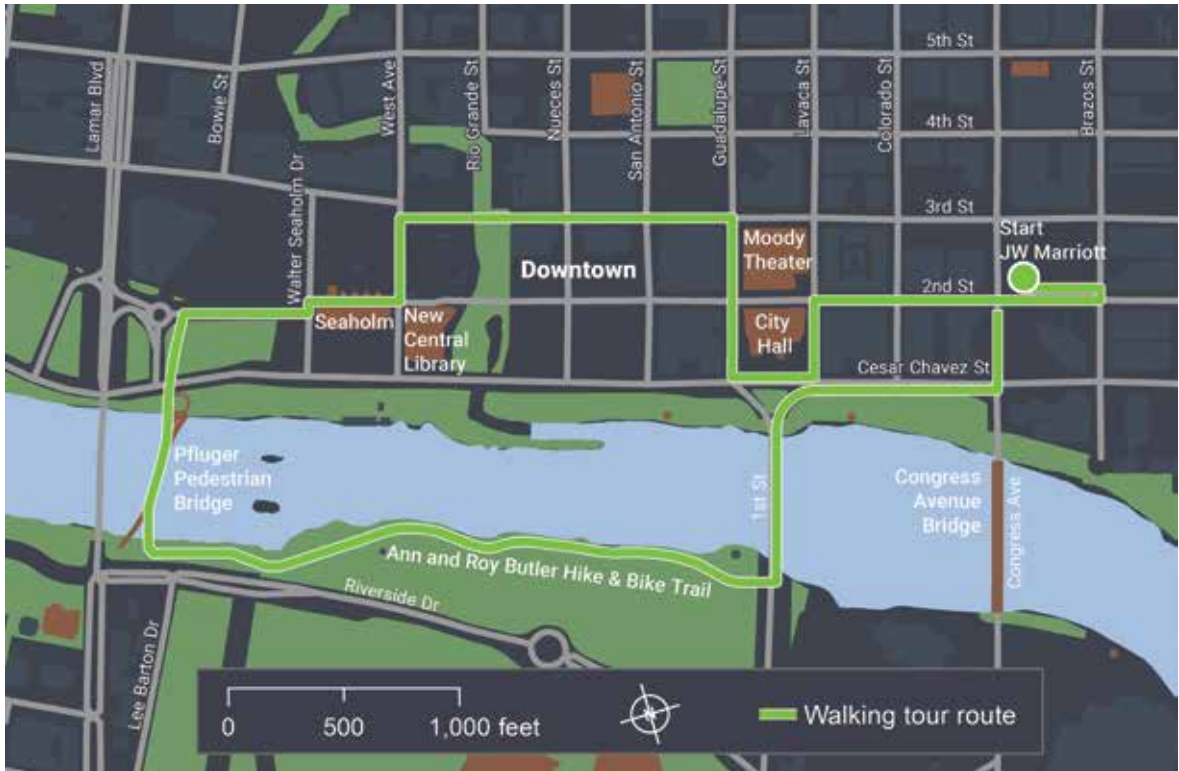 5th St
4th St
3rd St
2nd St
Cesar Chavez St
Lamar Blvd
Bowie St
Walter Seaholm Dr
West Ave
Rio Grande St
Nueces St
San Antonio St
Guadalupe St
Lavaca St
Colorado St
Brazos St
Start
JW Marriott
Moody
Theater
Downtown
Seaholm
New
Central
Library
City
Hall
Pfluger
Pedestrian
Bridge
1st St
Congress
Avenue
Bridge
Congress Ave
Ann and Roy Butler Hike & Bike Trail
Riverside Dr
Lee Barton Dr
0
500
1,000 feet
Walking tour route